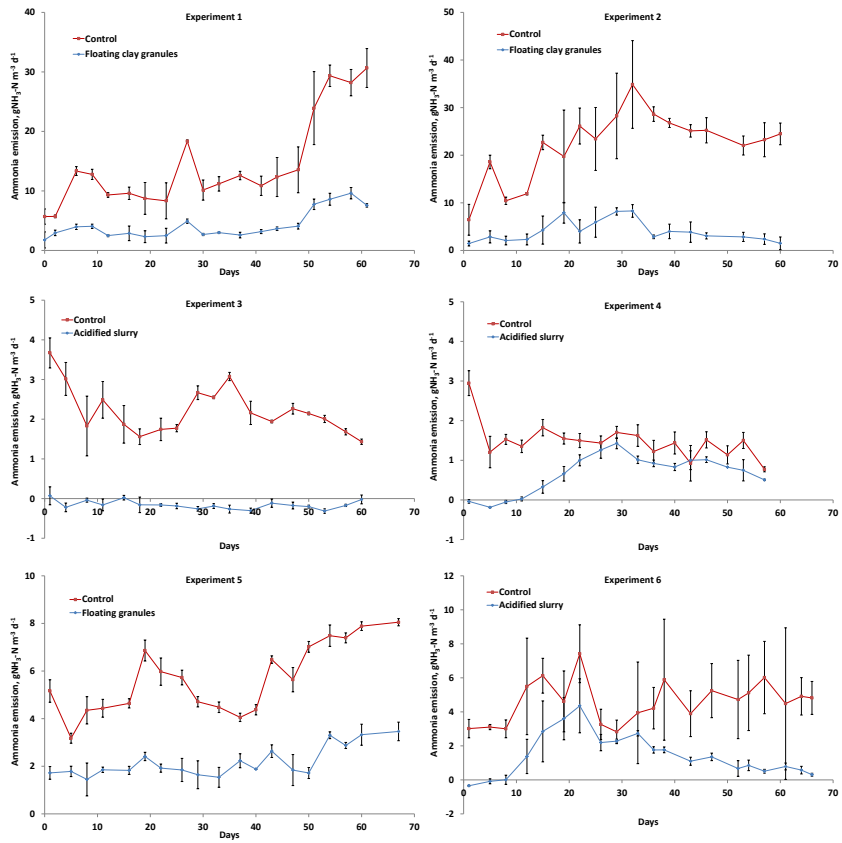 Experiment 1
Ammonia emission, gNH3-N m-3 d-1
40
30
20
10
0
Control
Floating clay granules
0 10 20 30 40 50 60 70
Days
Experiment 2
Ammonia emission, gNH3-N m-3 d-1
50
40
30
20
10
0
Control
Floating clay granules
0 10 20 30 40 50 60 70
Days
Experiment 3
Ammonia emission, gNH3-N m-3 d-1
5
4
3
2
1
0
-1
Control
Acidified slurry
0 10 20 30 40 50 60 70
Days
Experiment 4
Ammonia emission, gNH3-N m-3 d-1
5
4
3
2
1
0
-1
Control
Acidified slurry
0 10 20 30 40 50 60 70
Days
Experiment 5
Ammonia emission, gNH3-N m-3 d-1
10
8
6
4
2
0
Control
Floating granules
0 10 20 30 40 50 60 70
Days
Experiment 6
Ammonia emission, gNH3-N m-3 d-1
12
10
8
6
4
2
0
-2
Control
Acidified slurry
0 10 20 30 40 50 60 70
Days